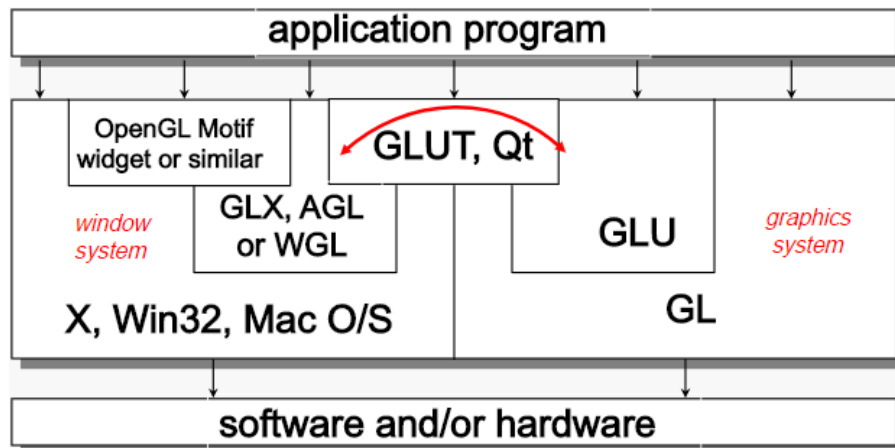 application program
OpenGL Motif
widget or similar
GLUT, Qt
GLX, AGL
or WGL
window
system
GLU
graphics
system
X, Win32, Mac O/S
GL
software and/or hardware